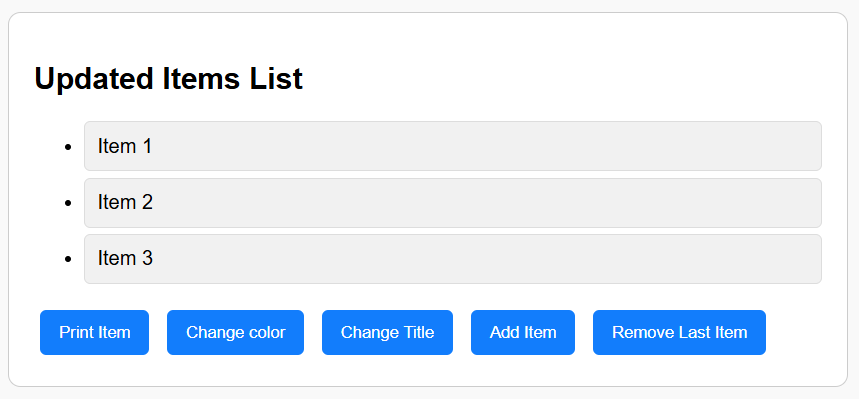 Updated Items List
Item 1
Item 2
Item 3
Print Item Change color Change Title Add Item Remove Last Item